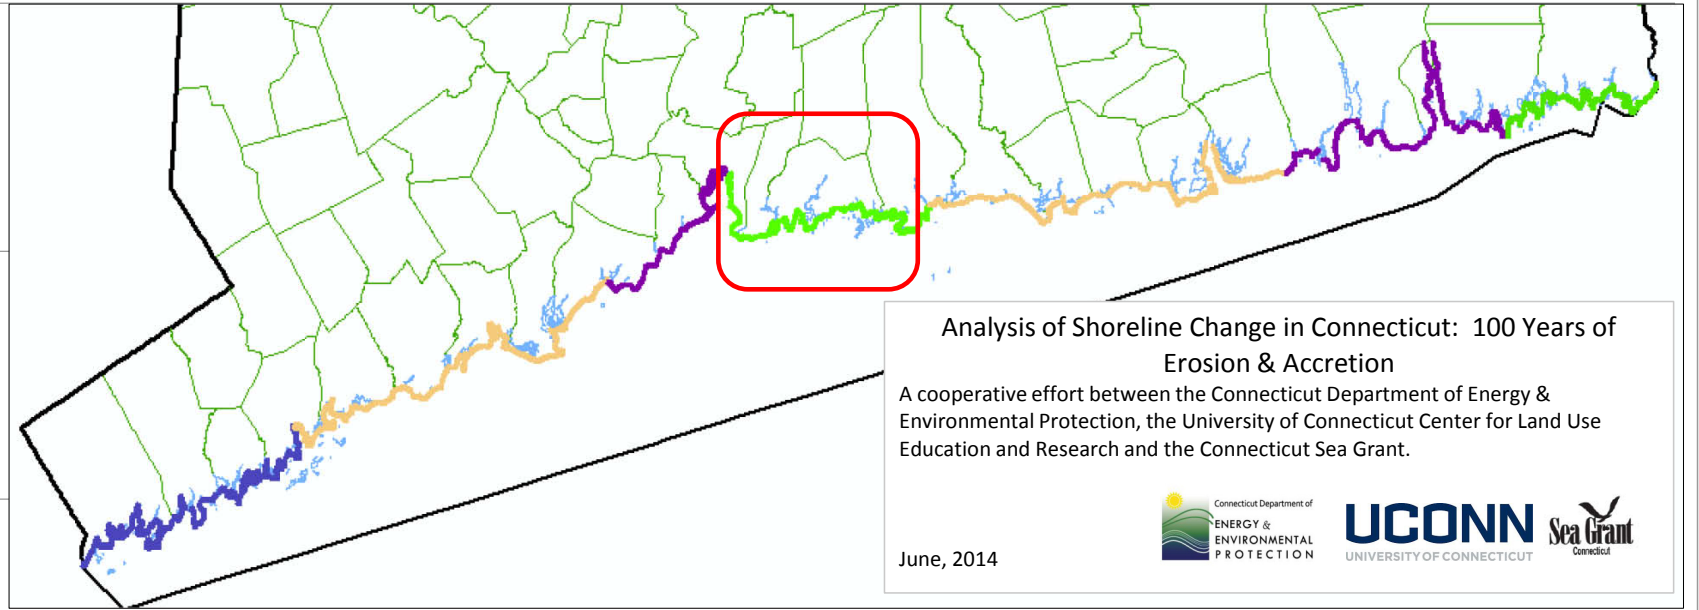 Analysis of Shoreline Change in Connecticut:  100 Years of
Erosion & Accretion
A cooperative effort between the Connecticut Department of Energy &
Environmental Protection, the University of Connecticut Center for Land Use
Education and Research and the Connecticut Sea Grant.
June, 2014
Connecticut Department of
ENERGY &
ENVIRONMENTAL
PROTECTION
UCONN
UNIVERSITY OF CONNECTICUT
Sea Grant
Connecticut